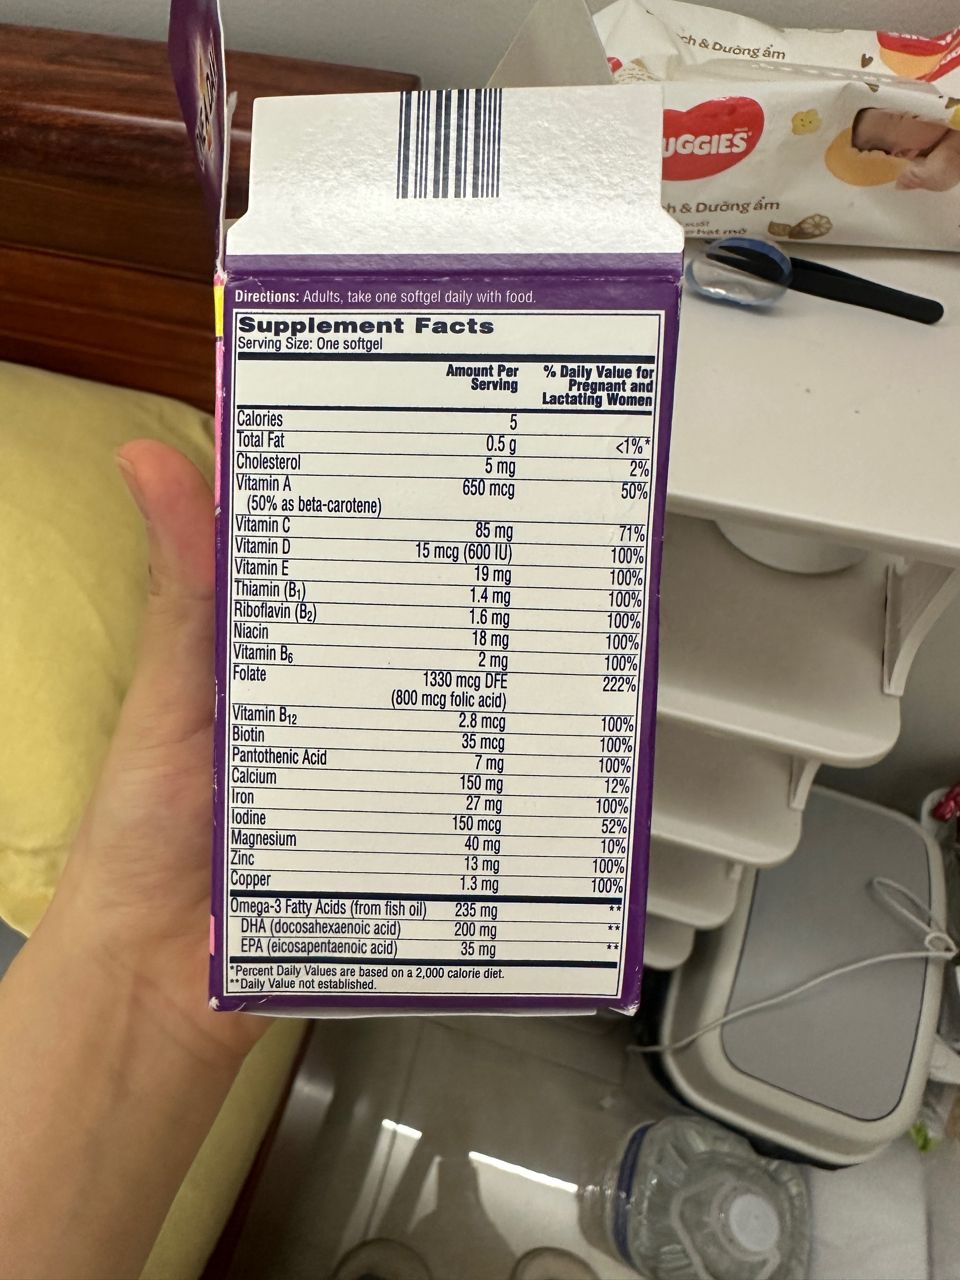 ch & Dưỡng ẩm
UGGIES
h & Dưỡng ẩm
Directions: Adults, take one softgel daily with food.
Supplement Facts
Serving Size: One softgel
Amount Per Serving % Daily Value for Pregnant and Lactating Women
Calories 5
Total Fat 0.5 g <1%*
Cholesterol 5 mg 2%
Vitamin A 650 mcg 50%
(50% as beta-carotene)
Vitamin C 85 mg 71%
Vitamin D 15 mcg (600 IU) 100%
Vitamin E 19 mg 100%
Thiamin (B1) 1.4 mg 100%
Riboflavin (B2) 1.6 mg 100%
Niacin 18 mg 100%
Vitamin B6 2 mg 100%
Folate 1330 mcg DFE 222%
(800 mcg folic acid)
Vitamin B12 2.8 mcg 100%
Biotin 35 mcg 100%
Pantothenic Acid 7 mg 100%
Calcium 150 mg 12%
Iron 27 mg 100%
Iodine 150 mcg 52%
Magnesium 40 mg 10%
Zinc 13 mg 100%
Copper 1.3 mg 100%
Omega-3 Fatty Acids (from fish oil) 235 mg **
DHA (docosahexaenoic acid) 200 mg **
EPA (eicosapentaenoic acid) 35 mg **
*Percent Daily Values are based on a 2,000 calorie diet.
**Daily Value not established.